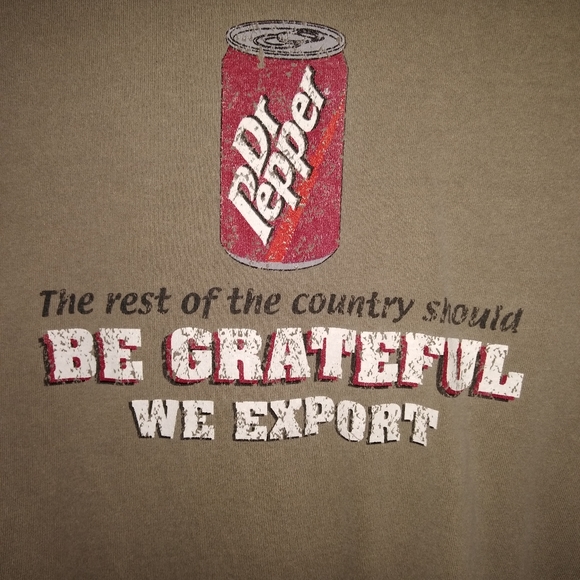 Dr
Pepper
The rest of the country should
BE GRATEFUL
WE EXPORT